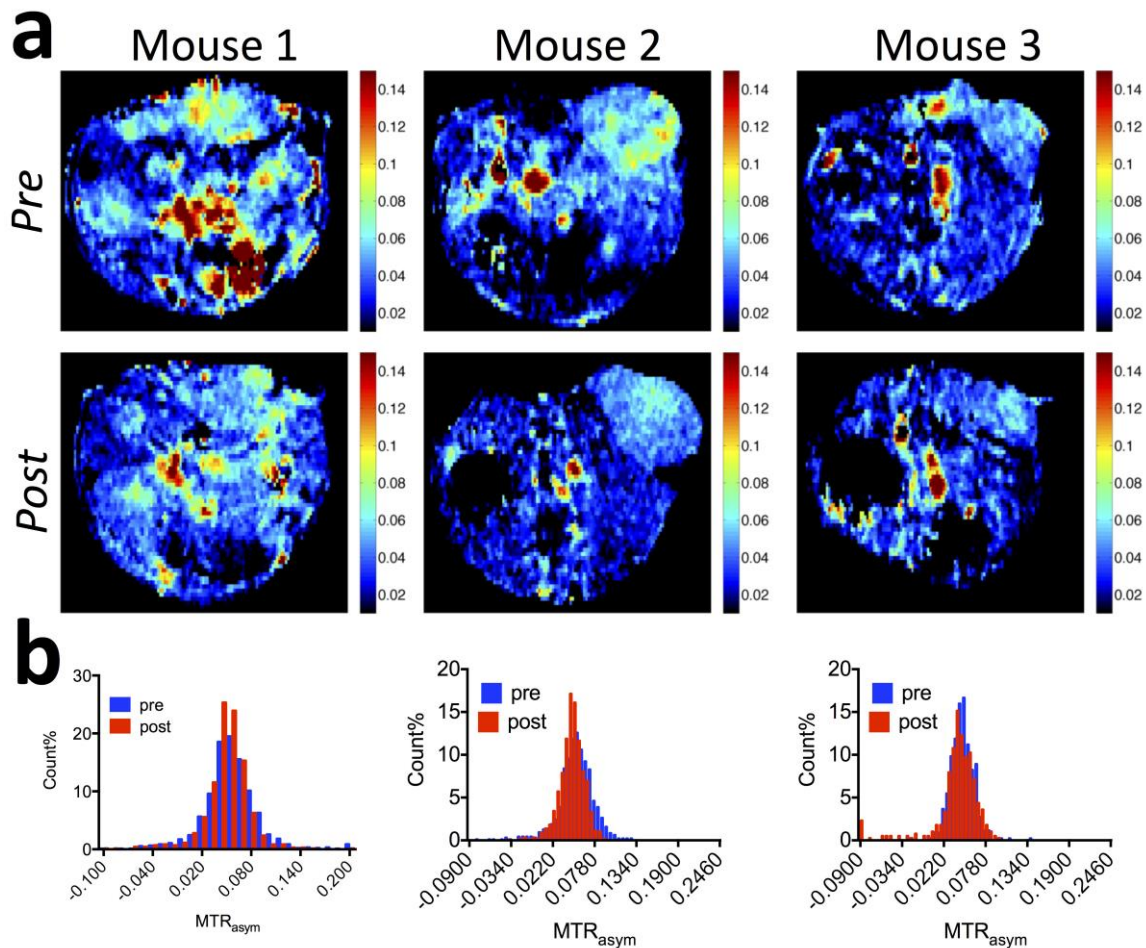 a
Mouse 1 Mouse 2 Mouse 3
Pre
0.14 0.14 0.14
0.12 0.12 0.12
0.1 0.1 0.1
0.08 0.08 0.08
0.06 0.06 0.06
0.04 0.04 0.04
0.02 0.02 0.02
Post
0.14 0.14 0.14
0.12 0.12 0.12
0.1 0.1 0.1
0.08 0.08 0.08
0.06 0.06 0.06
0.04 0.04 0.04
0.02 0.02 0.02
b
Count%
30
20
10
0
pre
post
-0.100 -0.040 0.020 0.080 0.140 0.200
MTRasym
Count%
20
15
10
5
0
pre
post
-0.0900 -0.0340 0.0222 0.0780 0.1340 0.1900 0.2460
MTRasym
Count%
20
15
10
5
0
pre
post
-0.0900 -0.0340 0.0222 0.0780 0.1340 0.1900 0.2460
MTRasym